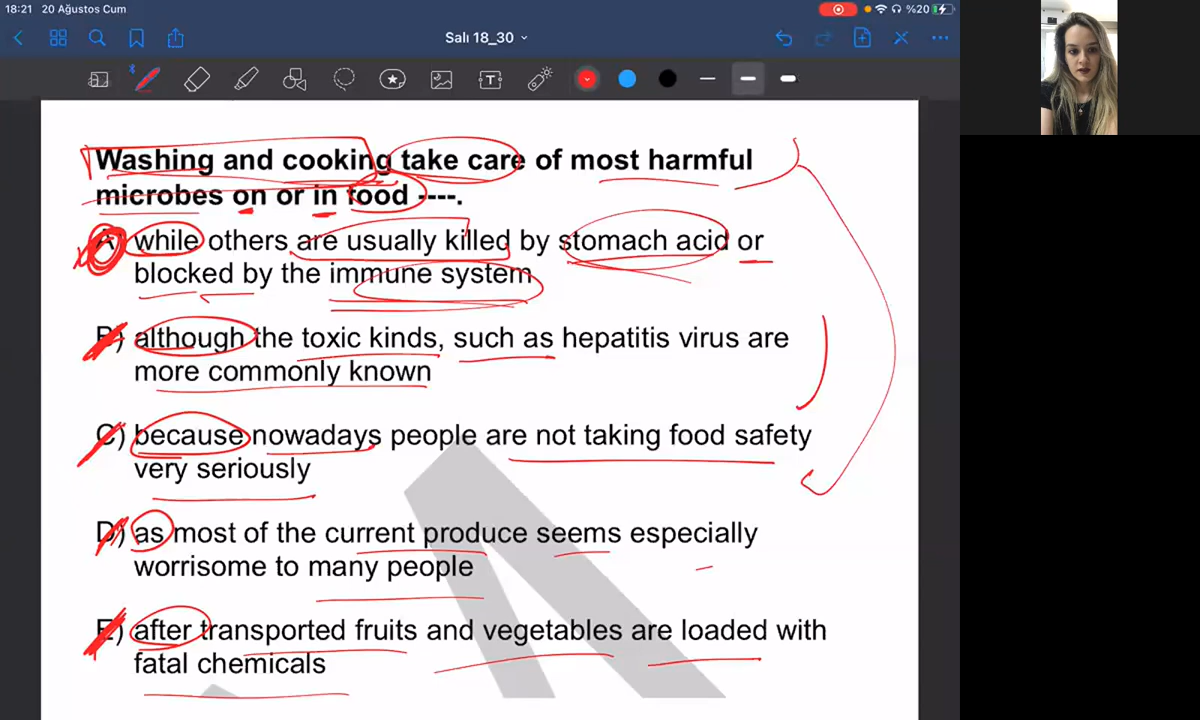 18:21 20 Ağustos Cum %20
Salı 18_30
Washing and cooking take care of most harmful
microbes on or in food ----.
A) while others are usually killed by stomach acid or
blocked by the immune system
B) although the toxic kinds, such as hepatitis virus are
more commonly known
C) because nowadays people are not taking food safety
very seriously
D) as most of the current produce seems especially
worrisome to many people
E) after transported fruits and vegetables are loaded with
fatal chemicals